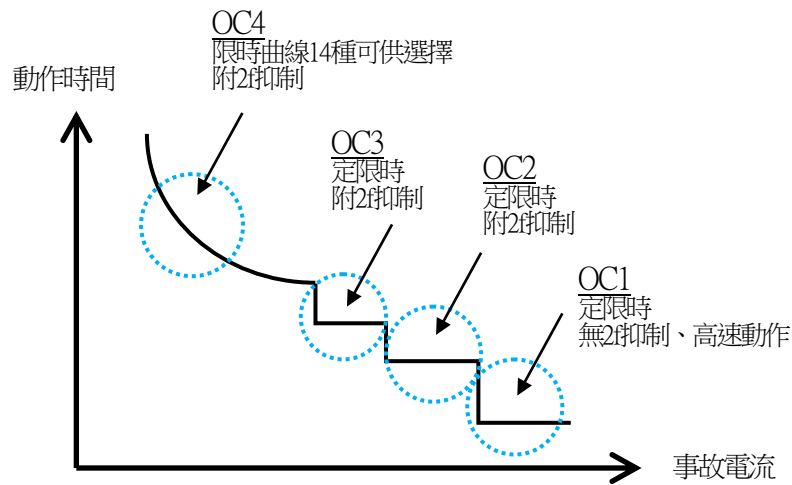 OC4
限時曲線14種可供選擇
附2f抑制
動作時間
OC3
定限時
附2f抑制
OC2
定限時
附2f抑制
OC1
定限時
無2f抑制、高速動作
事故電流